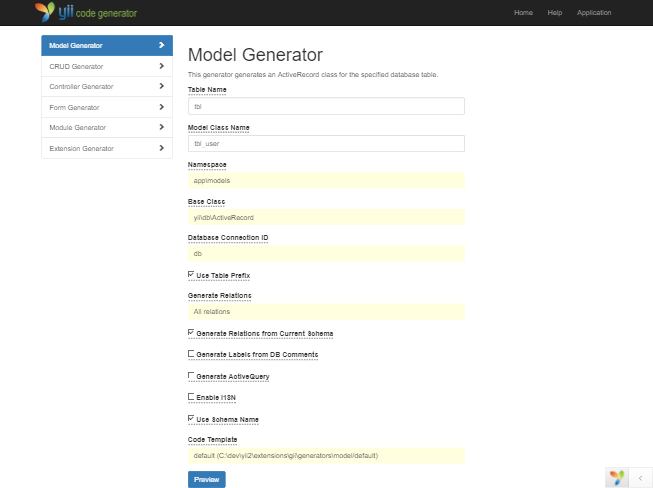 yii code generator
Home Help Application
Model Generator
CRUD Generator
Controller Generator
Form Generator
Module Generator
Extension Generator
Model Generator
This generator generates an ActiveRecord class for the specified database table.
Table Name
tbl
Model Class Name
tbl_user
Namespace
app\models
Base Class
yii\db\ActiveRecord
Database Connection ID
db
Use Table Prefix
Generate Relations
All relations
Generate Relations from Current Schema
Generate Labels from DB Comments
Generate ActiveQuery
Enable I18N
Use Schema Name
Code Template
default (C:\dev\yii2\extensions\gii\generators\model/default)
Preview